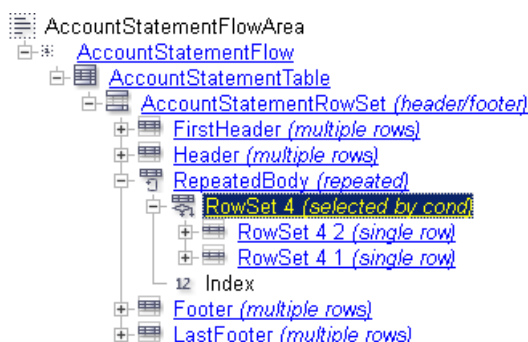 AccountStatementFlowArea
AccountStatementFlow
AccountStatementTable
AccountStatementRowSet (header/footer)
FirstHeader (multiple rows)
Header (multiple rows)
RepeatedBody (repeated)
RowSet 4 (selected by cond)
RowSet 4 2 (single row)
RowSet 4 1 (single row)
12 Index
Footer (multiple rows)
LastFooter (multiple rows)